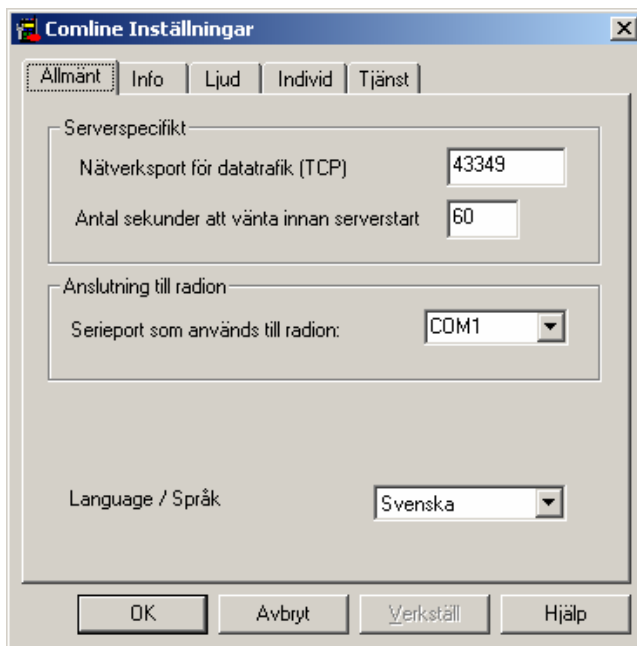 Comline Inställningar
Allmänt Info Ljud Individ Tjänst
Serverspecifikt
Nätverksport för datatrafik (TCP) 43349
Antal sekunder att vänta innan serverstart 60
Anslutning till radion
Serieport som används till radion: COM1
Language / Språk Svenska
OK Avbryt Verkställ Hjälp